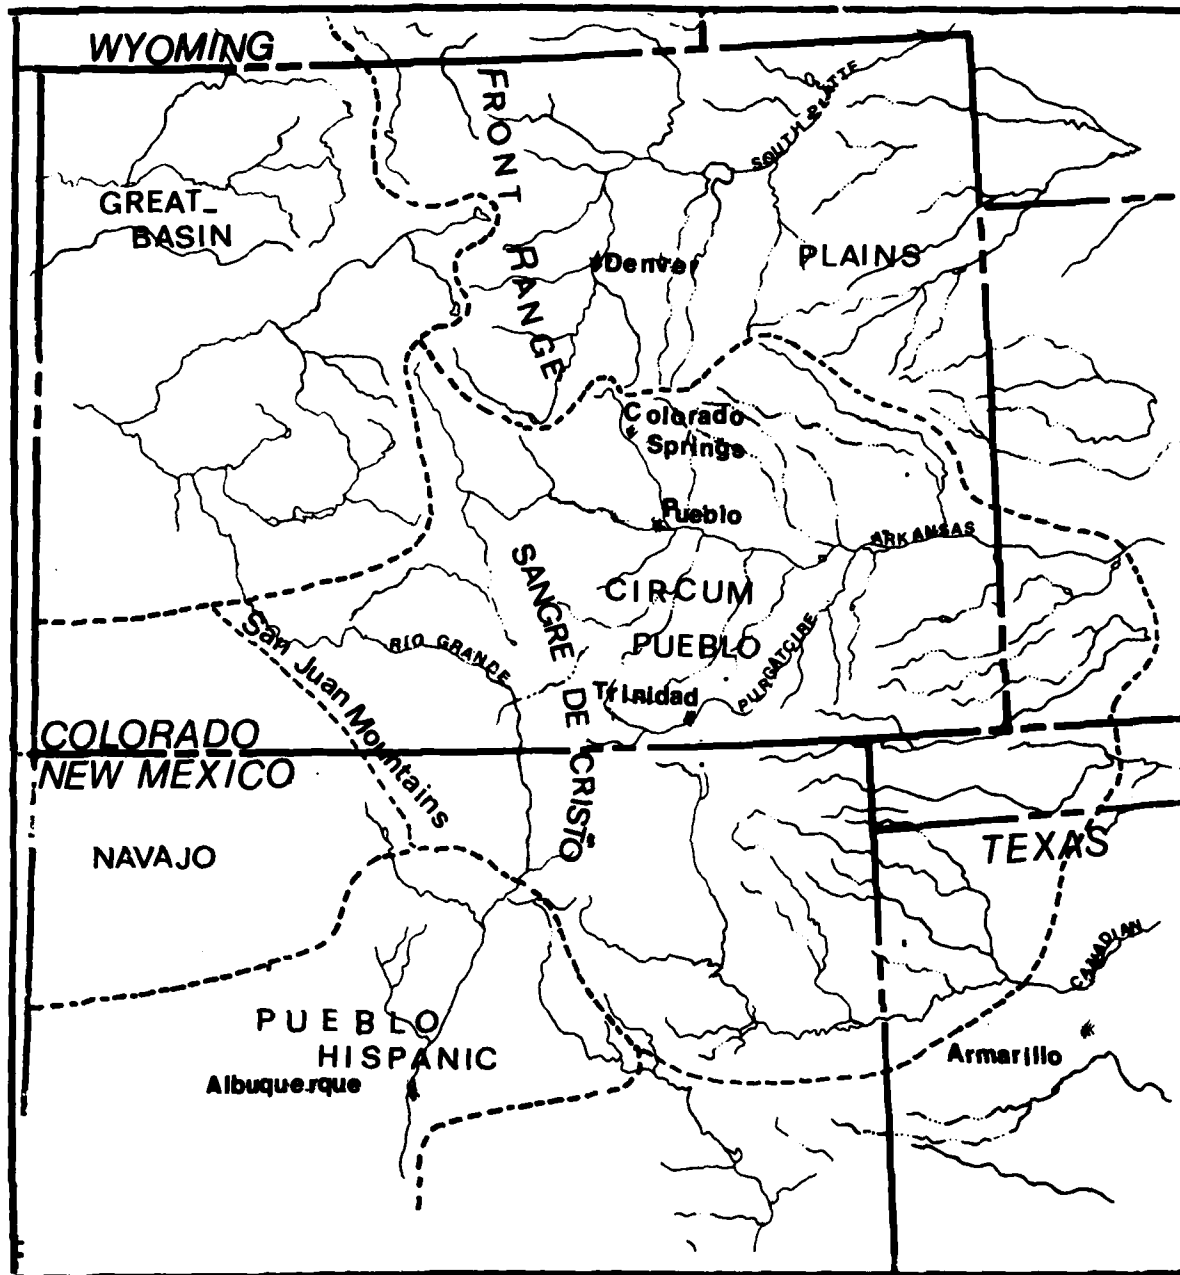 WYOMING
FRONT RANGE
SOUTH PLATTE
GREAT_
BASIN
Denver
PLAINS
Colorado
Springs
Pueblo
ARKANSAS
SANGRE DE CRISTO
CIRCUM
PUEBLO
San Juan Mountains
RIO GRANDE
Trinidad
PURGATOIRE
COLORADO
NEW MEXICO
NAVAJO
TEXAS
CANADIAN
PUEBLO
HISPANIC
Albuquerque
Armarillo